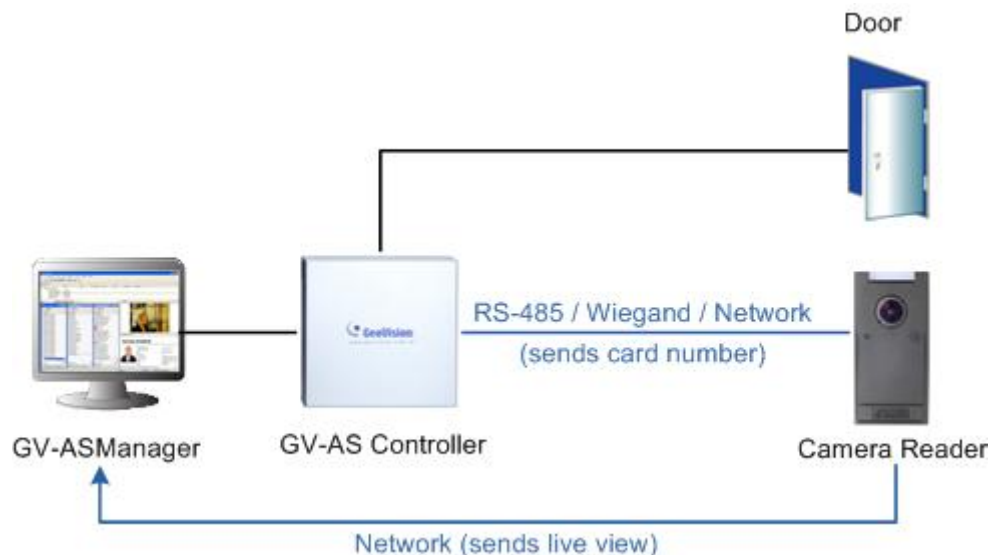 Door
GeoVision
RS-485 / Wiegand / Network
(sends card number)
GV-ASManager
GV-AS Controller
Camera Reader
Network (sends live view)